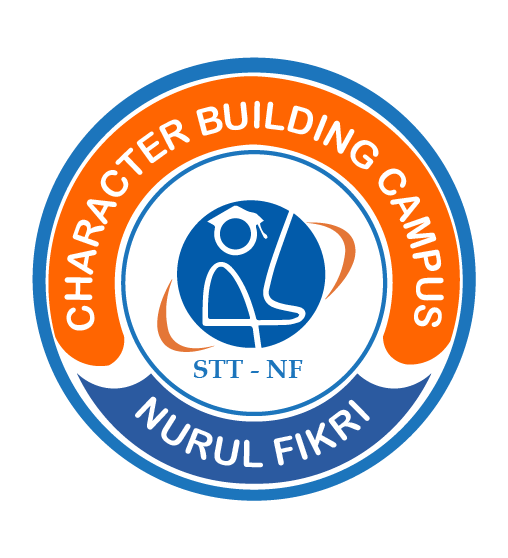 CHARACTER BUILDING CAMPUS
STT - NF
NURUL FIKRI